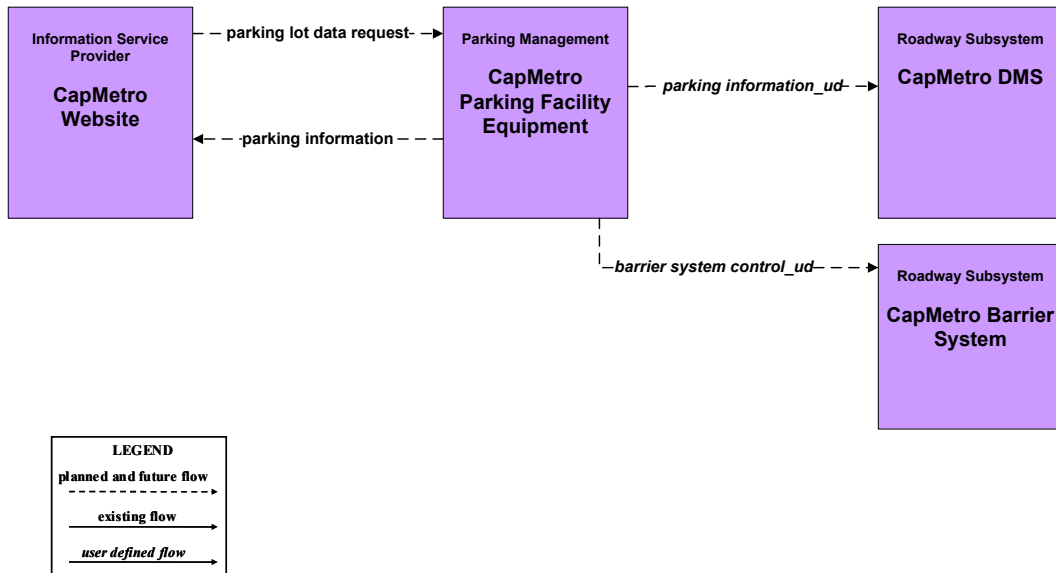 Information Service
Provider
CapMetro
Website
parking lot data request
parking information
Parking Management
CapMetro
Parking Facility
Equipment
parking information_ud
Roadway Subsystem
CapMetro DMS
barrier system control_ud
Roadway Subsystem
CapMetro Barrier
System
LEGEND
planned and future flow
existing flow
user defined flow